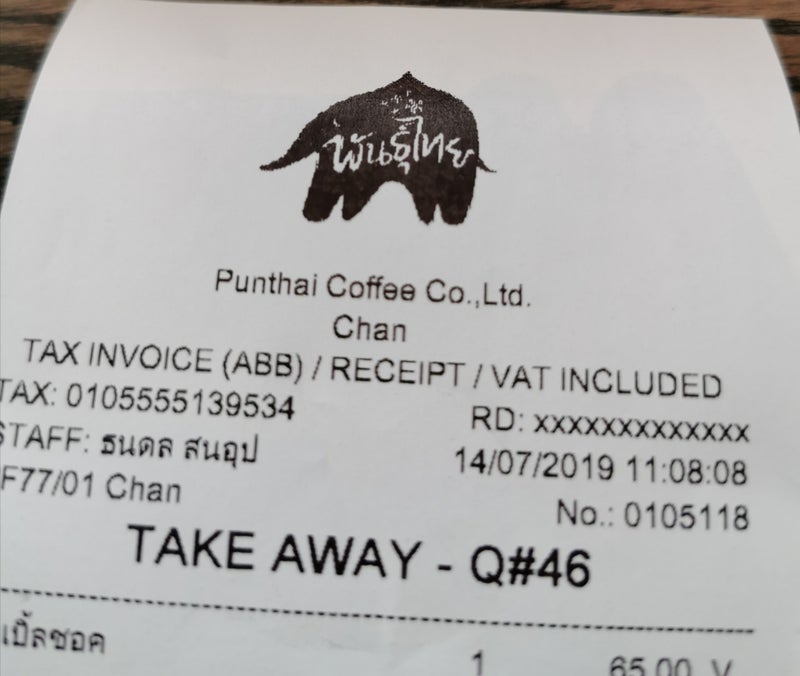 พันธุ์ไทย
Punthai Coffee Co.,Ltd.
Chan
TAX INVOICE (ABB) / RECEIPT / VAT INCLUDED
TAX: 0105555139534 RD: xxxxxxxxxxxxx
STAFF: ธนดล สนอุป 14/07/2019 11:08:08
F77/01 Chan No.: 0105118
TAKE AWAY - Q#46
เบิ้ลชอค 1 65.00 V